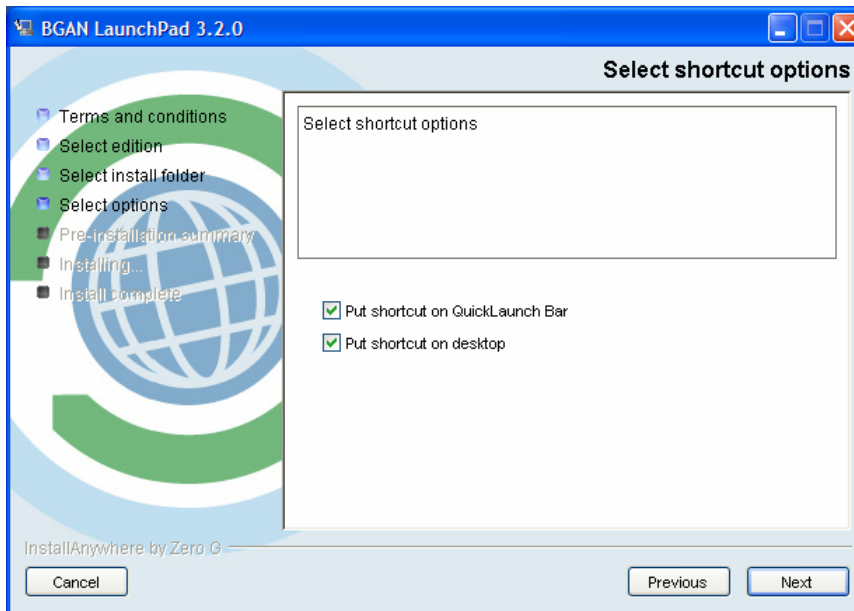 BGAN LaunchPad 3.2.0
Select shortcut options
Terms and conditions
Select edition
Select install folder
Select options
Pre-installation summary
Installing...
Install complete
Select shortcut options
Put shortcut on QuickLaunch Bar
Put shortcut on desktop
InstallAnywhere by Zero G
Cancel
Previous
Next